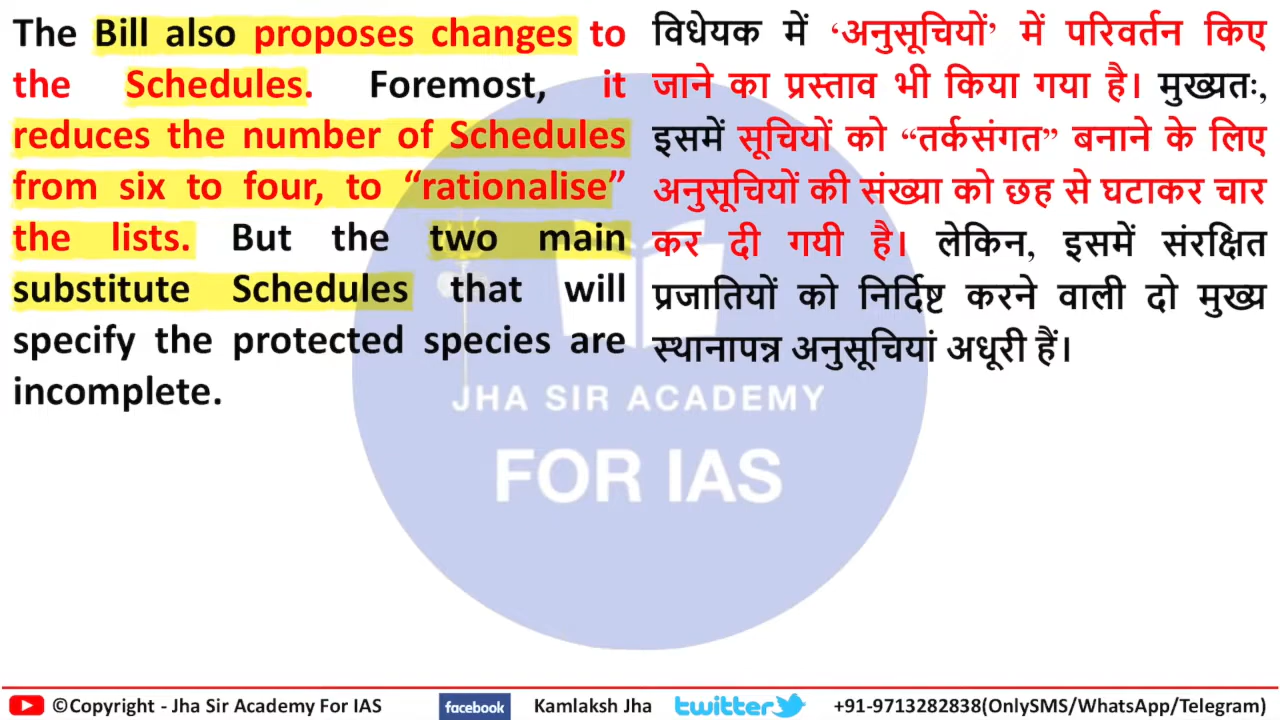 The Bill also proposes changes to
the Schedules. Foremost, it
reduces the number of Schedules
from six to four, to “rationalise”
the lists. But the two main
substitute Schedules that will
specify the protected species are
incomplete.
विधेयक में ‘अनुसूचियों’ में परिवर्तन किए
जाने का प्रस्ताव भी किया गया है। मुख्यतः,
इसमें सूचियों को “तर्कसंगत” बनाने के लिए
अनुसूचियों की संख्या को छह से घटाकर चार
कर दी गयी है। लेकिन, इसमें संरक्षित
प्रजातियों को निर्दिष्ट करने वाली दो मुख्य
स्थानापन्न अनुसूचियां अधूरी हैं।
JHA SIR ACADEMY
FOR IAS
©Copyright - Jha Sir Academy For IAS facebook Kamlaksh Jha twitter +91-9713282838(OnlySMS/WhatsApp/Telegram)